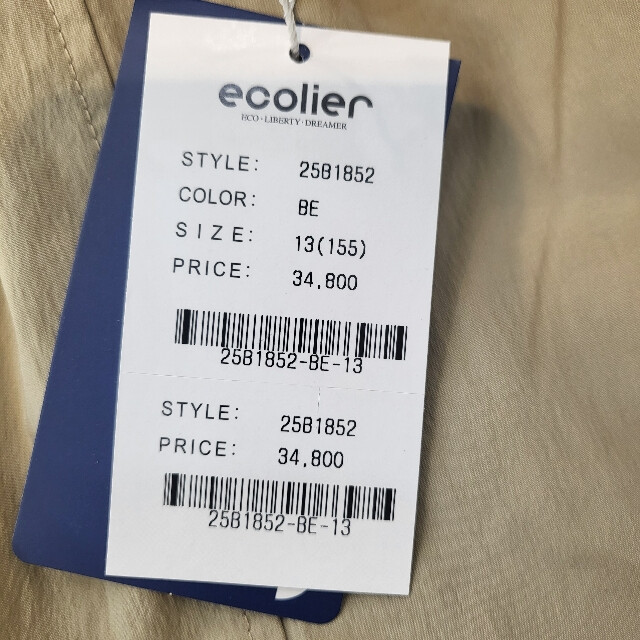 ecolier
ECO·LIBERTY·DREAMER
STYLE: 25B1852
COLOR: BE
SIZE: 13(155)
PRICE: 34,800
25B1852-BE-13
STYLE: 25B1852
PRICE: 34,800
25B1852-BE-13